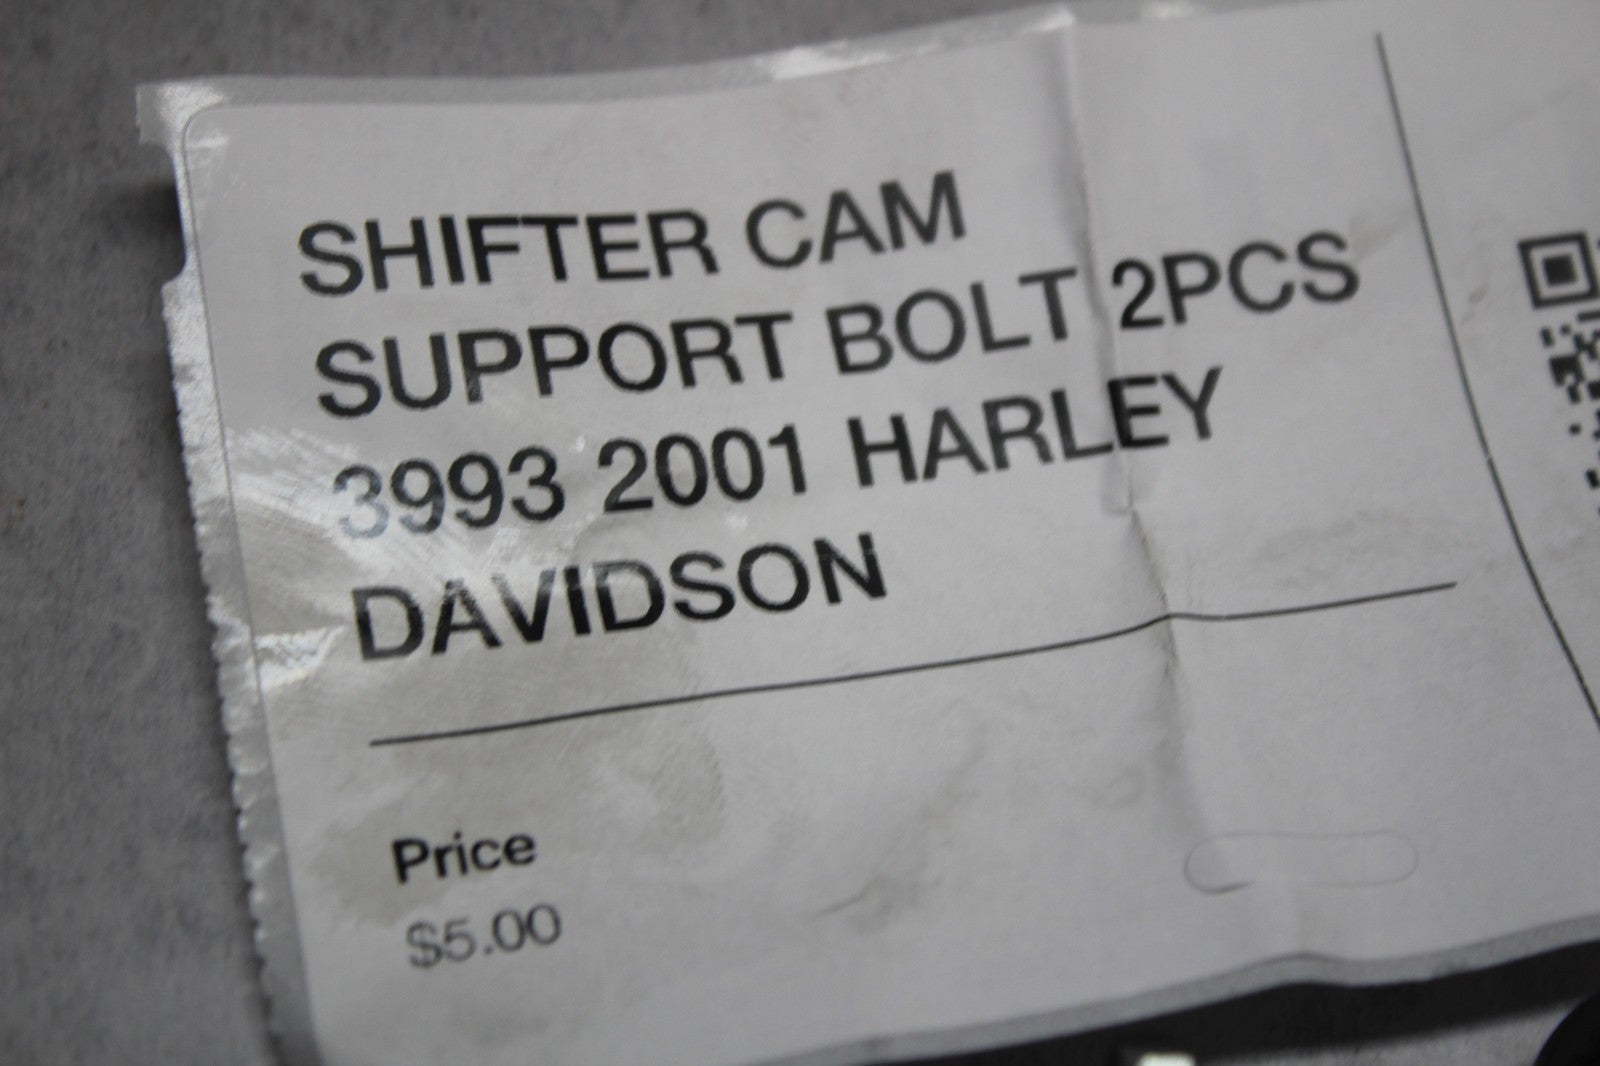 SHIFTER CAM
SUPPORT BOLT 2PCS
3993 2001 HARLEY
DAVIDSON
Price
$5.00